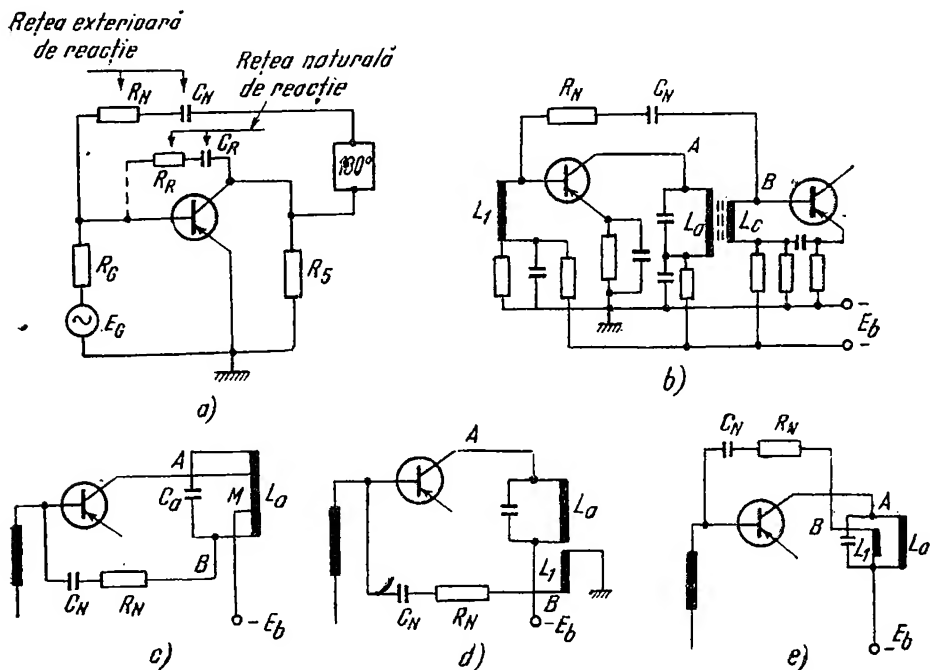 Rețea exterioară
de reacție
Rețea naturală
de reacție
R_N
C_N
R_R
C_R
180°
R_G
E_G
R_5
a)
R_N
C_N
A
B
L_1
L_a
L_c
-
E_b
-
b)
A
C_a
M
L_a
B
C_N
R_N
-E_b
c)
A
L_a
L_1
B
C_N
R_N
-E_b
d)
C_N
R_N
A
B
L_1
L_a
-E_b
e)